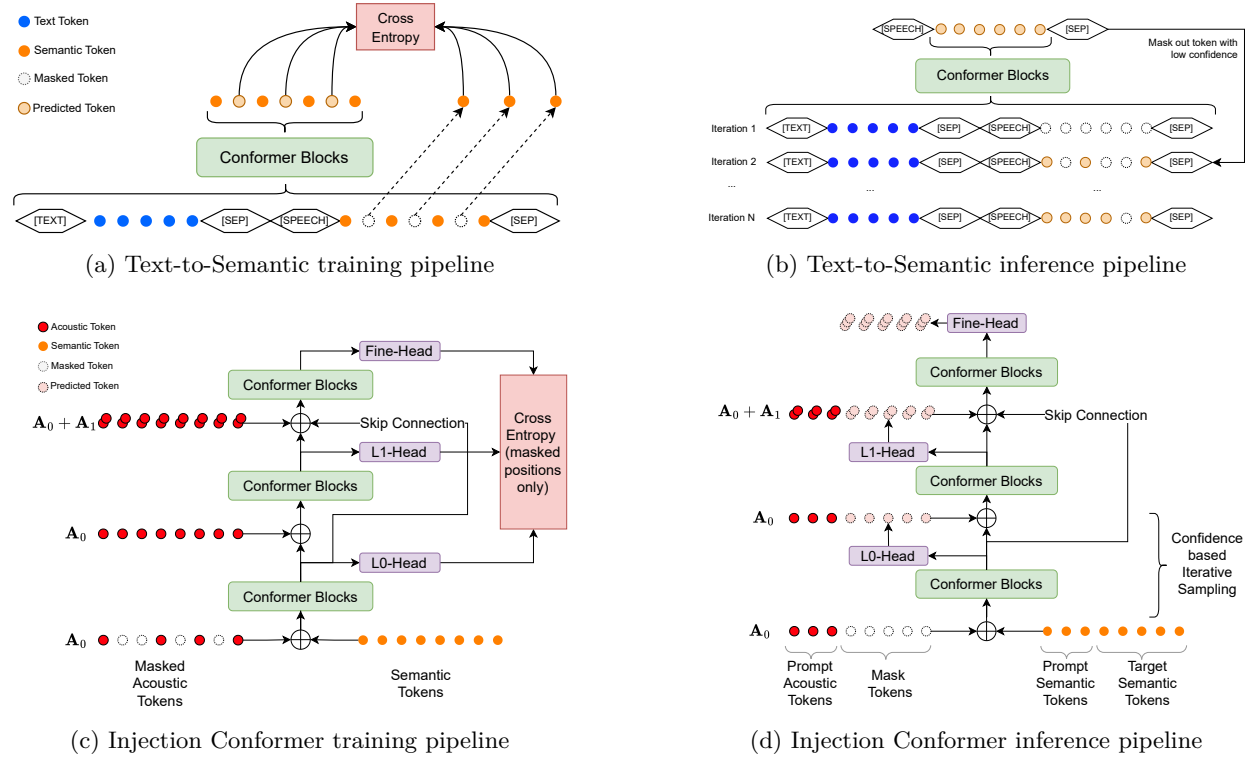 Text Token
Semantic Token
Masked Token
Predicted Token
Cross
Entropy
Conformer Blocks
[TEXT]
[SEP]
[SPEECH]
[SEP]
(a) Text-to-Semantic training pipeline
[SPEECH]
[SEP]
Mask out token with
low confidence
Conformer Blocks
Iteration 1
[TEXT]
[SEP]
[SPEECH]
[SEP]
Iteration 2
[TEXT]
[SEP]
[SPEECH]
[SEP]
...
...
...
Iteration N
[TEXT]
[SEP]
[SPEECH]
[SEP]
(b) Text-to-Semantic inference pipeline
Acoustic Token
Semantic Token
Masked Token
Predicted Token
Fine-Head
Conformer Blocks
A₀ + A₁
Skip Connection
Cross
Entropy
(masked
positions
only)
L1-Head
Conformer Blocks
A₀
L0-Head
Conformer Blocks
A₀
Masked
Acoustic
Tokens
Semantic
Tokens
(c) Injection Conformer training pipeline
Fine-Head
Conformer Blocks
A₀ + A₁
Skip Connection
L1-Head
Conformer Blocks
A₀
L0-Head
Confidence
based
Iterative
Sampling
Conformer Blocks
A₀
Prompt
Acoustic
Tokens
Mask
Tokens
Prompt
Semantic
Tokens
Target
Semantic
Tokens
(d) Injection Conformer inference pipeline